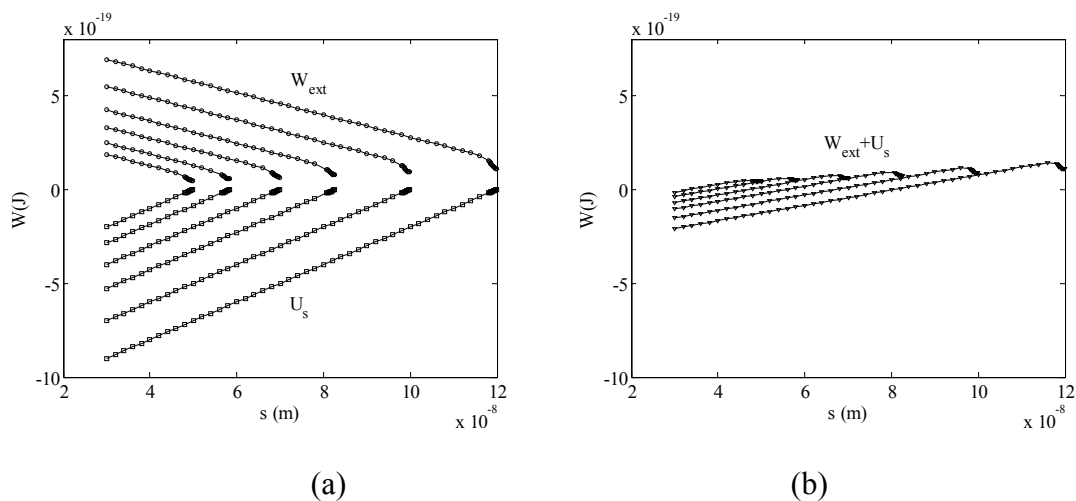 x 10^-19
W_ext
5
0
W(J)
-5
U_s
-10
2 4 6 8 10 12
s (m)
x 10^-8
(a)
x 10^-19
5
W_ext+U_s
0
W(J)
-5
-10
2 4 6 8 10 12
s (m)
x 10^-8
(b)